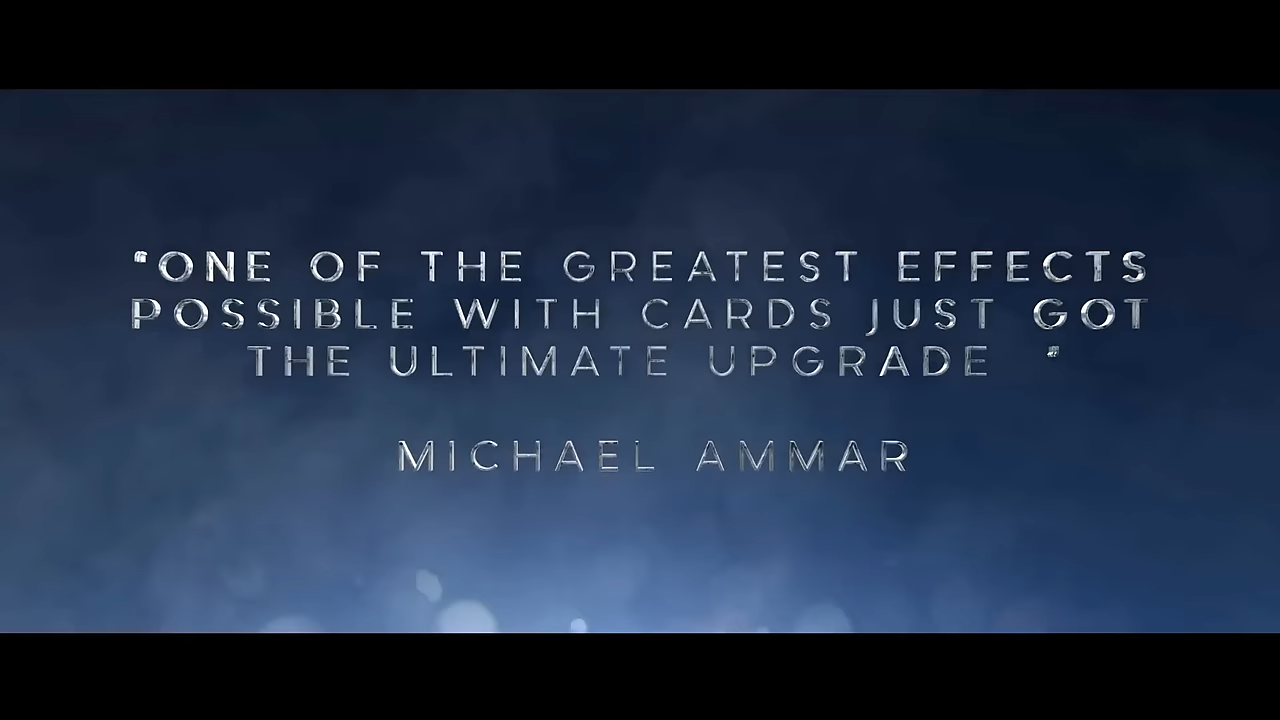 "ONE OF THE GREATEST EFFECTS
POSSIBLE WITH CARDS JUST GOT
THE ULTIMATE UPGRADE "
MICHAEL AMMAR